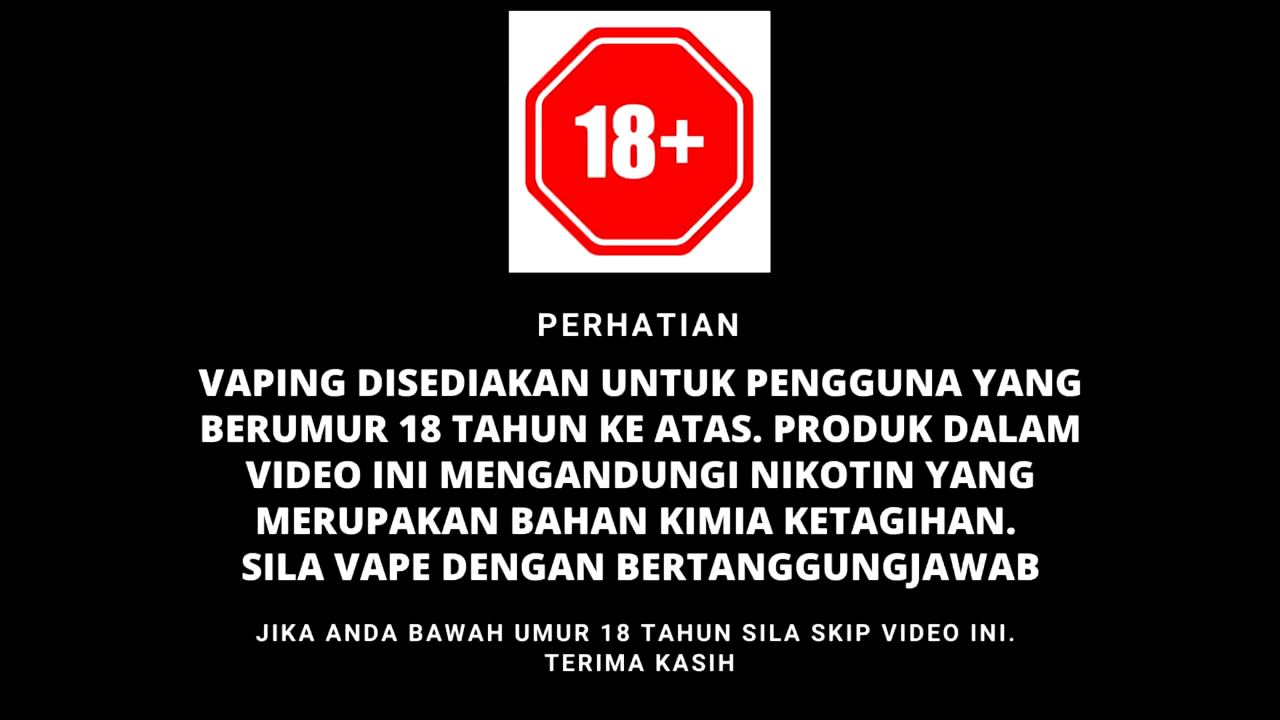 18+
PERHATIAN
VAPING DISEDIAKAN UNTUK PENGGUNA YANG
BERUMUR 18 TAHUN KE ATAS. PRODUK DALAM
VIDEO INI MENGANDUNGI NIKOTIN YANG
MERUPAKAN BAHAN KIMIA KETAGIHAN.
SILA VAPE DENGAN BERTANGGUNGJAWAB
JIKA ANDA BAWAH UMUR 18 TAHUN SILA SKIP VIDEO INI.
TERIMA KASIH